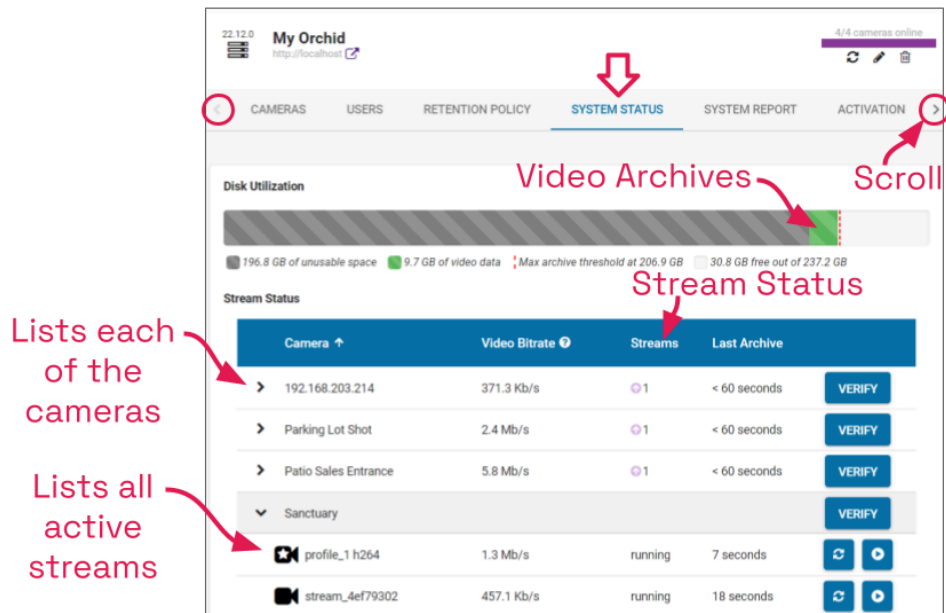 22.12.0
My Orchid
http://localhost
4/4 cameras online
CAMERAS USERS RETENTION POLICY SYSTEM STATUS SYSTEM REPORT ACTIVATION
Scroll
Video Archives
Disk Utilization
196.8 GB of unusable space 9.7 GB of video data Max archive threshold at 206.9 GB 30.8 GB free out of 237.2 GB
Stream Status
Stream Status
Lists each
of the
cameras
Camera ↑ Video Bitrate ? Streams Last Archive
192.168.203.214 371.3 Kb/s 1 < 60 seconds VERIFY
Parking Lot Shot 2.4 Mb/s 1 < 60 seconds VERIFY
Patio Sales Entrance 5.8 Mb/s 1 < 60 seconds VERIFY
Lists all
active
streams
Sanctuary VERIFY
profile_1 h264 1.3 Mb/s running 7 seconds
stream_4ef79302 457.1 Kb/s running 18 seconds